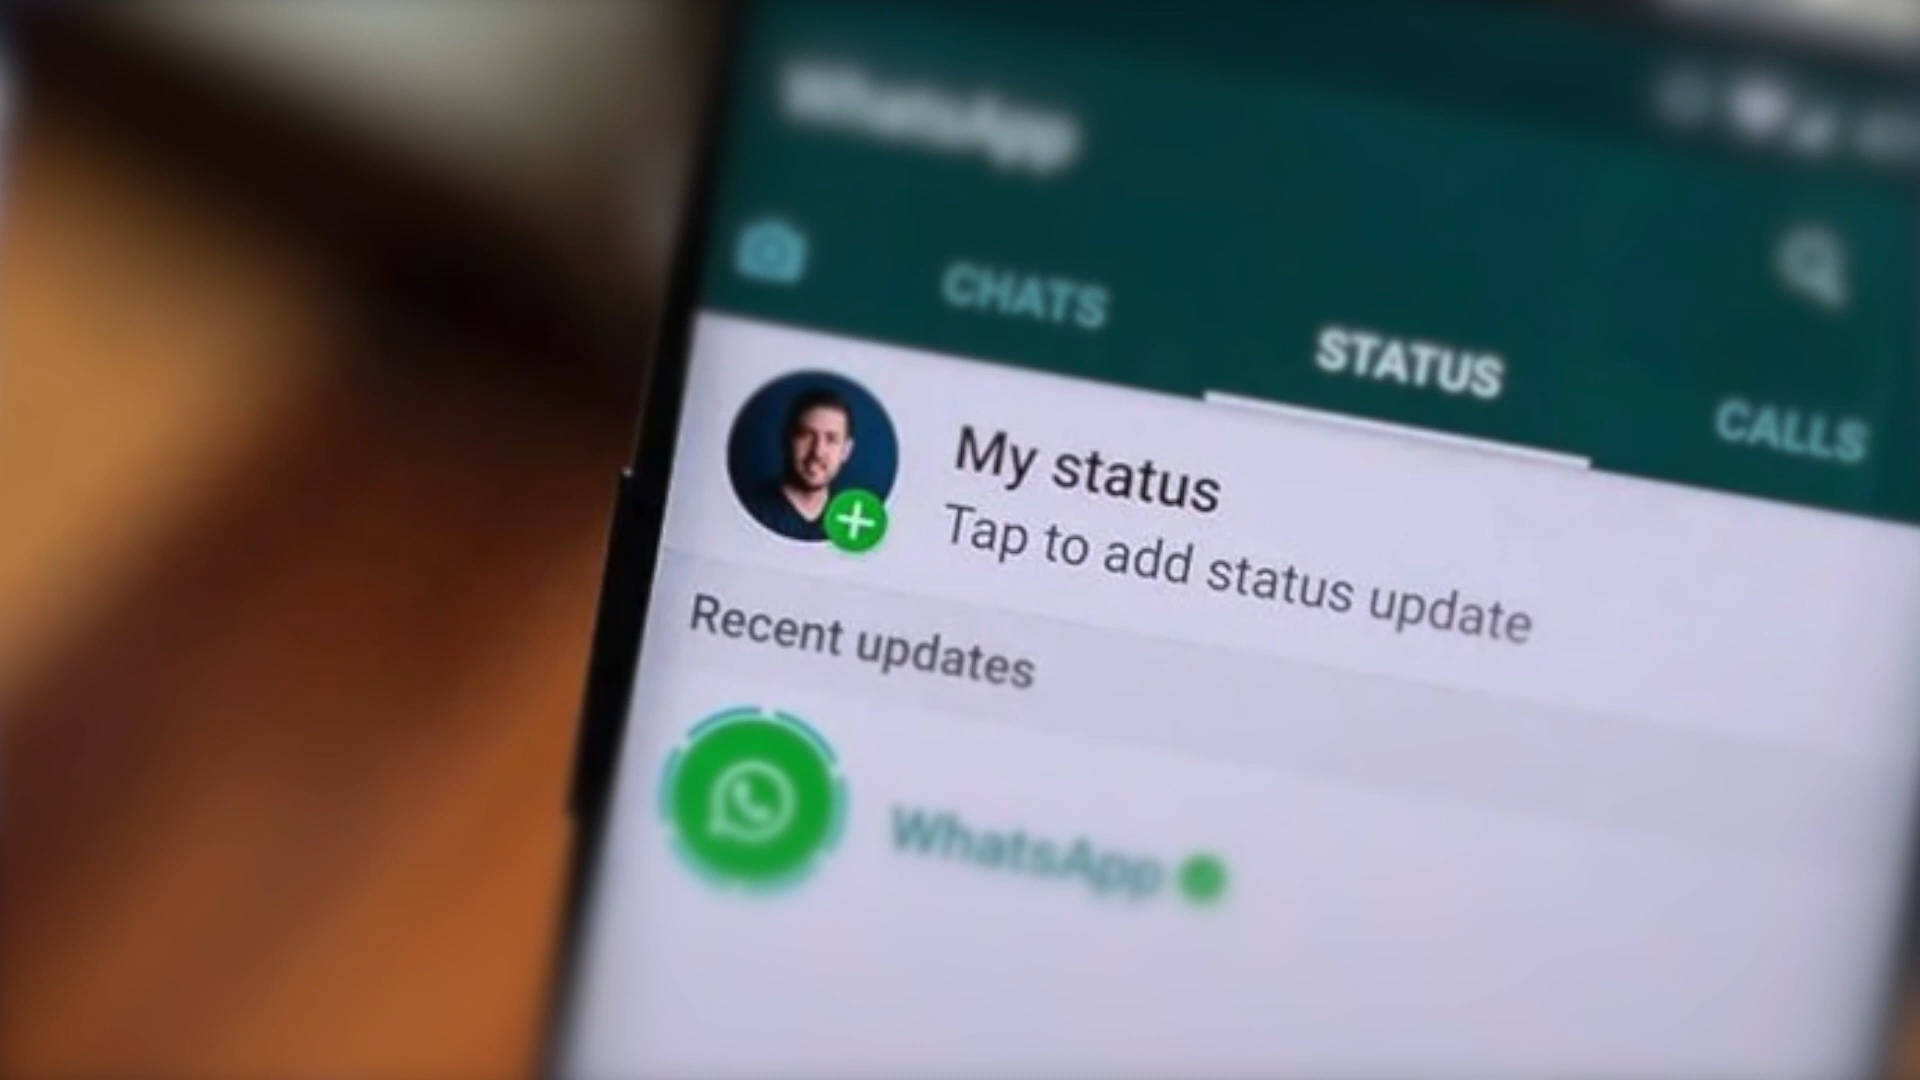 WhatsApp
CHATS
STATUS
CALLS
My status
Tap to add status update
Recent updates
WhatsApp